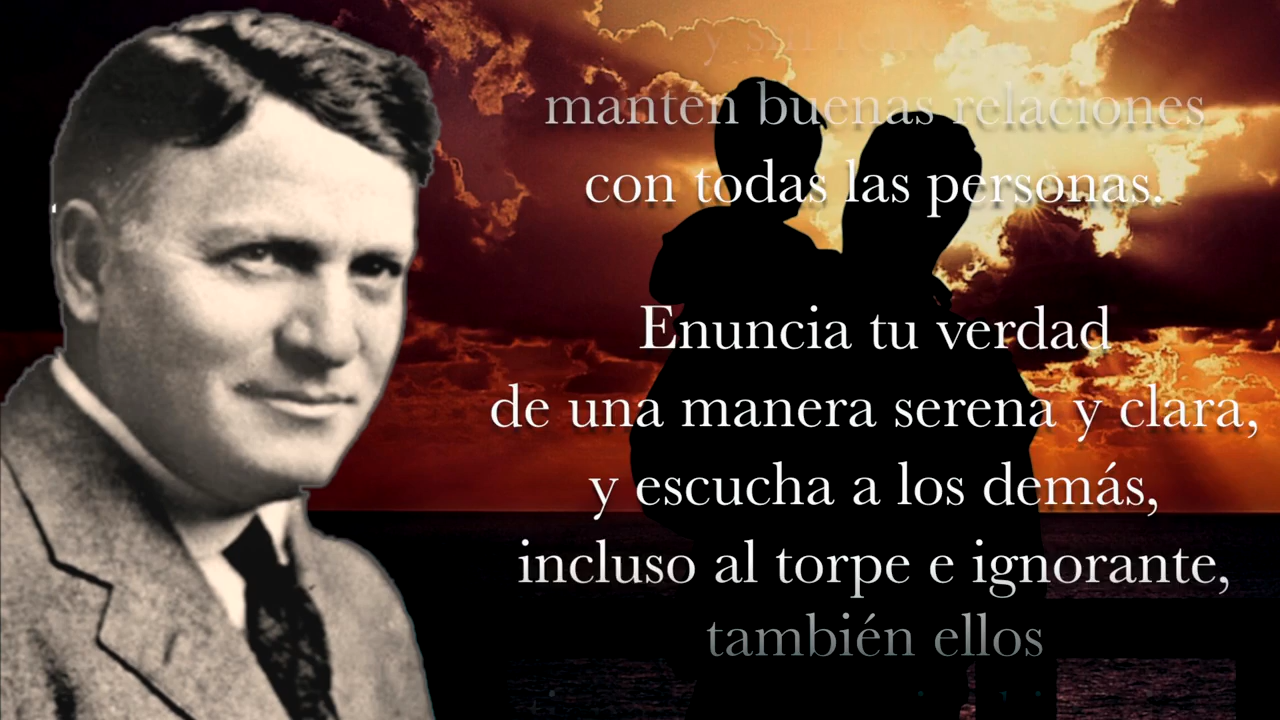 manten buenas relaciones
con todas las personas.
Enuncia tu verdad
de una manera serena y clara,
y escucha a los demás,
incluso al torpe e ignorante,
también ellos